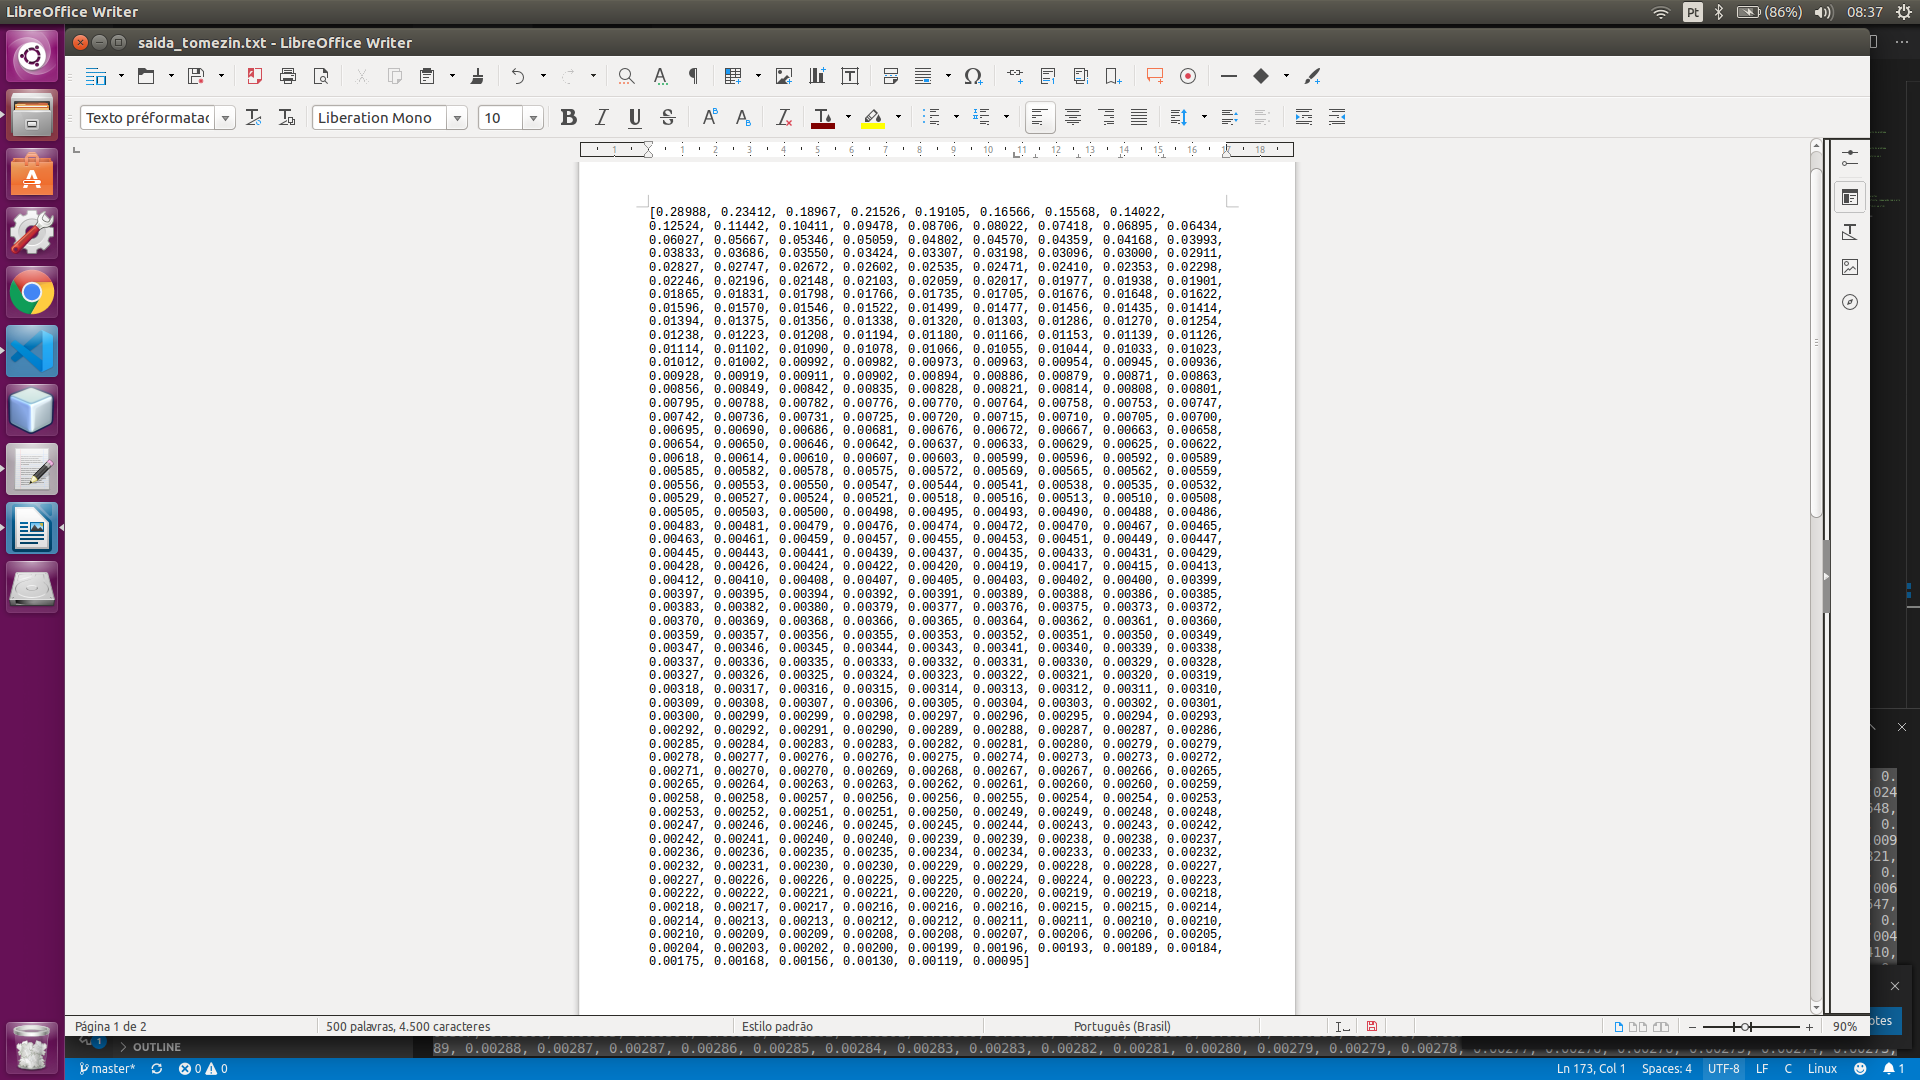 LibreOffice Writer
Pt
(86%)
08:37
saida_tomezin.txt - LibreOffice Writer
Liberation Mono
10
1 1 2 3 4 5 6 7 8 9 10 11 12 13 14 15 16 17 18
[0.28988, 0.23412, 0.18967, 0.21526, 0.19105, 0.16566, 0.15568, 0.14022,
0.12524, 0.11442, 0.10411, 0.09478, 0.08706, 0.08022, 0.07418, 0.06895, 0.06434,
0.06027, 0.05667, 0.05346, 0.05059, 0.04802, 0.04570, 0.04359, 0.04168, 0.03993,
0.03833, 0.03686, 0.03550, 0.03424, 0.03307, 0.03198, 0.03096, 0.03000, 0.02911,
0.02827, 0.02747, 0.02672, 0.02602, 0.02535, 0.02471, 0.02410, 0.02353, 0.02298,
0.02246, 0.02196, 0.02148, 0.02103, 0.02059, 0.02017, 0.01977, 0.01938, 0.01901,
0.01865, 0.01831, 0.01798, 0.01766, 0.01735, 0.01705, 0.01676, 0.01648, 0.01622,
0.01596, 0.01570, 0.01546, 0.01522, 0.01499, 0.01477, 0.01456, 0.01435, 0.01414,
0.01394, 0.01375, 0.01356, 0.01338, 0.01320, 0.01303, 0.01286, 0.01270, 0.01254,
0.01238, 0.01223, 0.01208, 0.01194, 0.01180, 0.01166, 0.01153, 0.01139, 0.01126,
0.01114, 0.01102, 0.01090, 0.01078, 0.01066, 0.01055, 0.01044, 0.01033, 0.01023,
0.01012, 0.01002, 0.00992, 0.00982, 0.00973, 0.00963, 0.00954, 0.00945, 0.00936,
0.00928, 0.00919, 0.00911, 0.00902, 0.00894, 0.00886, 0.00879, 0.00871, 0.00863,
0.00856, 0.00849, 0.00842, 0.00835, 0.00828, 0.00821, 0.00814, 0.00808, 0.00801,
0.00795, 0.00788, 0.00782, 0.00776, 0.00770, 0.00764, 0.00758, 0.00753, 0.00747,
0.00742, 0.00736, 0.00731, 0.00725, 0.00720, 0.00715, 0.00710, 0.00705, 0.00700,
0.00695, 0.00690, 0.00686, 0.00681, 0.00676, 0.00672, 0.00667, 0.00663, 0.00658,
0.00654, 0.00650, 0.00646, 0.00642, 0.00637, 0.00633, 0.00629, 0.00625, 0.00622,
0.00618, 0.00614, 0.00610, 0.00607, 0.00603, 0.00599, 0.00596, 0.00592, 0.00589,
0.00585, 0.00582, 0.00578, 0.00575, 0.00572, 0.00569, 0.00565, 0.00562, 0.00559,
0.00556, 0.00553, 0.00550, 0.00547, 0.00544, 0.00541, 0.00538, 0.00535, 0.00532,
0.00529, 0.00527, 0.00524, 0.00521, 0.00518, 0.00516, 0.00513, 0.00510, 0.00508,
0.00505, 0.00503, 0.00500, 0.00498, 0.00495, 0.00493, 0.00490, 0.00488, 0.00486,
0.00483, 0.00481, 0.00479, 0.00476, 0.00474, 0.00472, 0.00470, 0.00467, 0.00465,
0.00463, 0.00461, 0.00459, 0.00457, 0.00455, 0.00453, 0.00451, 0.00449, 0.00447,
0.00445, 0.00443, 0.00441, 0.00439, 0.00437, 0.00435, 0.00433, 0.00431, 0.00429,
0.00428, 0.00426, 0.00424, 0.00422, 0.00420, 0.00419, 0.00417, 0.00415, 0.00413,
0.00412, 0.00410, 0.00408, 0.00407, 0.00405, 0.00403, 0.00402, 0.00400, 0.00399,
0.00397, 0.00395, 0.00394, 0.00392, 0.00391, 0.00389, 0.00388, 0.00386, 0.00385,
0.00383, 0.00382, 0.00380, 0.00379, 0.00377, 0.00376, 0.00375, 0.00373, 0.00372,
0.00370, 0.00369, 0.00368, 0.00366, 0.00365, 0.00364, 0.00362, 0.00361, 0.00360,
0.00359, 0.00357, 0.00356, 0.00355, 0.00353, 0.00352, 0.00351, 0.00350, 0.00349,
0.00347, 0.00346, 0.00345, 0.00344, 0.00343, 0.00341, 0.00340, 0.00339, 0.00338,
0.00337, 0.00336, 0.00335, 0.00333, 0.00332, 0.00331, 0.00330, 0.00329, 0.00328,
0.00327, 0.00326, 0.00325, 0.00324, 0.00323, 0.00322, 0.00321, 0.00320, 0.00319,
0.00318, 0.00317, 0.00316, 0.00315, 0.00314, 0.00313, 0.00312, 0.00311, 0.00310,
0.00309, 0.00308, 0.00307, 0.00306, 0.00305, 0.00304, 0.00303, 0.00302, 0.00301,
0.00300, 0.00299, 0.00299, 0.00298, 0.00297, 0.00296, 0.00295, 0.00294, 0.00293,
0.00292, 0.00292, 0.00291, 0.00290, 0.00289, 0.00288, 0.00287, 0.00287, 0.00286,
0.00285, 0.00284, 0.00283, 0.00283, 0.00282, 0.00281, 0.00280, 0.00279, 0.00279,
0.00278, 0.00277, 0.00276, 0.00276, 0.00275, 0.00274, 0.00273, 0.00273, 0.00272,
0.00271, 0.00270, 0.00270, 0.00269, 0.00268, 0.00267, 0.00267, 0.00266, 0.00265,
0.00265, 0.00264, 0.00263, 0.00263, 0.00262, 0.00261, 0.00260, 0.00260, 0.00259,
0.00258, 0.00258, 0.00257, 0.00256, 0.00256, 0.00255, 0.00254, 0.00254, 0.00253,
0.00253, 0.00252, 0.00251, 0.00251, 0.00250, 0.00249, 0.00249, 0.00248, 0.00248,
0.00247, 0.00246, 0.00246, 0.00245, 0.00245, 0.00244, 0.00243, 0.00243, 0.00242,
0.00242, 0.00241, 0.00240, 0.00240, 0.00239, 0.00239, 0.00238, 0.00238, 0.00237,
0.00236, 0.00236, 0.00235, 0.00235, 0.00234, 0.00234, 0.00233, 0.00233, 0.00232,
0.00232, 0.00231, 0.00230, 0.00230, 0.00229, 0.00229, 0.00228, 0.00228, 0.00227,
0.00227, 0.00226, 0.00226, 0.00225, 0.00225, 0.00224, 0.00224, 0.00223, 0.00223,
0.00222, 0.00222, 0.00221, 0.00221, 0.00220, 0.00220, 0.00219, 0.00219, 0.00218,
0.00218, 0.00217, 0.00217, 0.00216, 0.00216, 0.00216, 0.00215, 0.00215, 0.00214,
0.00214, 0.00213, 0.00213, 0.00212, 0.00212, 0.00211, 0.00211, 0.00210, 0.00210,
0.00210, 0.00209, 0.00209, 0.00208, 0.00208, 0.00207, 0.00206, 0.00206, 0.00205,
0.00204, 0.00203, 0.00202, 0.00200, 0.00199, 0.00196, 0.00193, 0.00189, 0.00184,
0.00175, 0.00168, 0.00156, 0.00130, 0.00119, 0.00095]
Página 1 de 2
500 palavras, 4.500 caracteres
Estilo padrão
Português (Brasil)
90%
OUTLINE
89, 0.00288, 0.00287, 0.00287, 0.00286, 0.00285, 0.00284, 0.00283, 0.00283, 0.00282, 0.00281, 0.00280, 0.00279, 0.00279, 0.00278,
master*
0
0
Ln 173, Col 1
Spaces: 4
UTF-8
LF
C
Linux
1